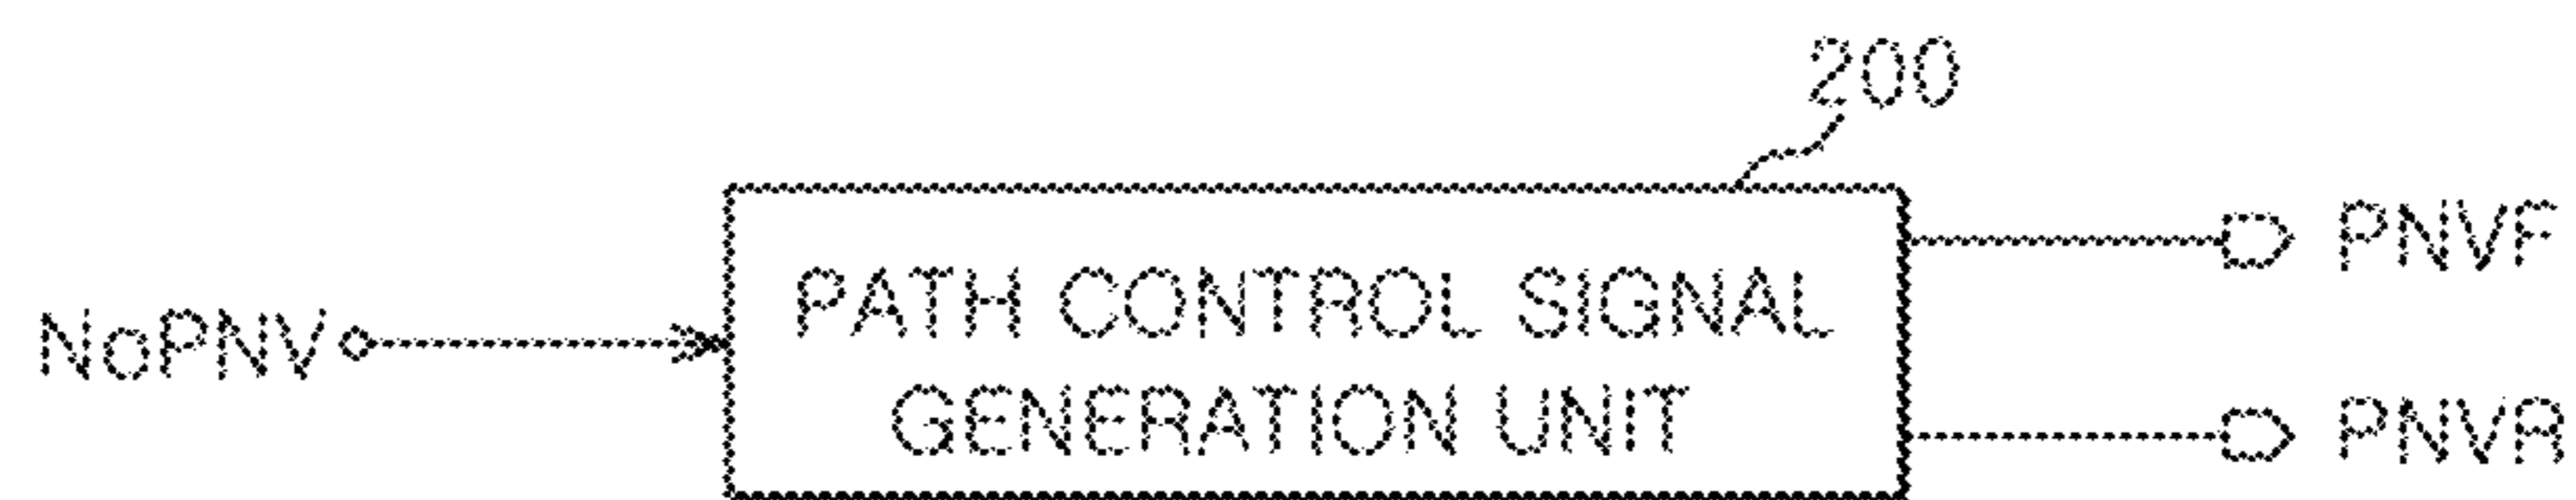 200
PNVF
PATH CONTROL SIGNAL
NoPNV
GENERATION UNIT
PNVR